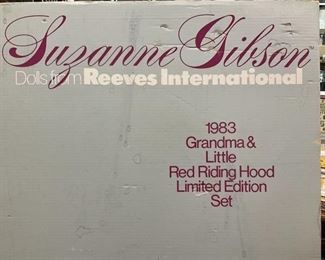 Suzanne Gibson
Dolls from Reeves International
1983
Grandma &
Little
Red Riding Hood
Limited Edition
Set